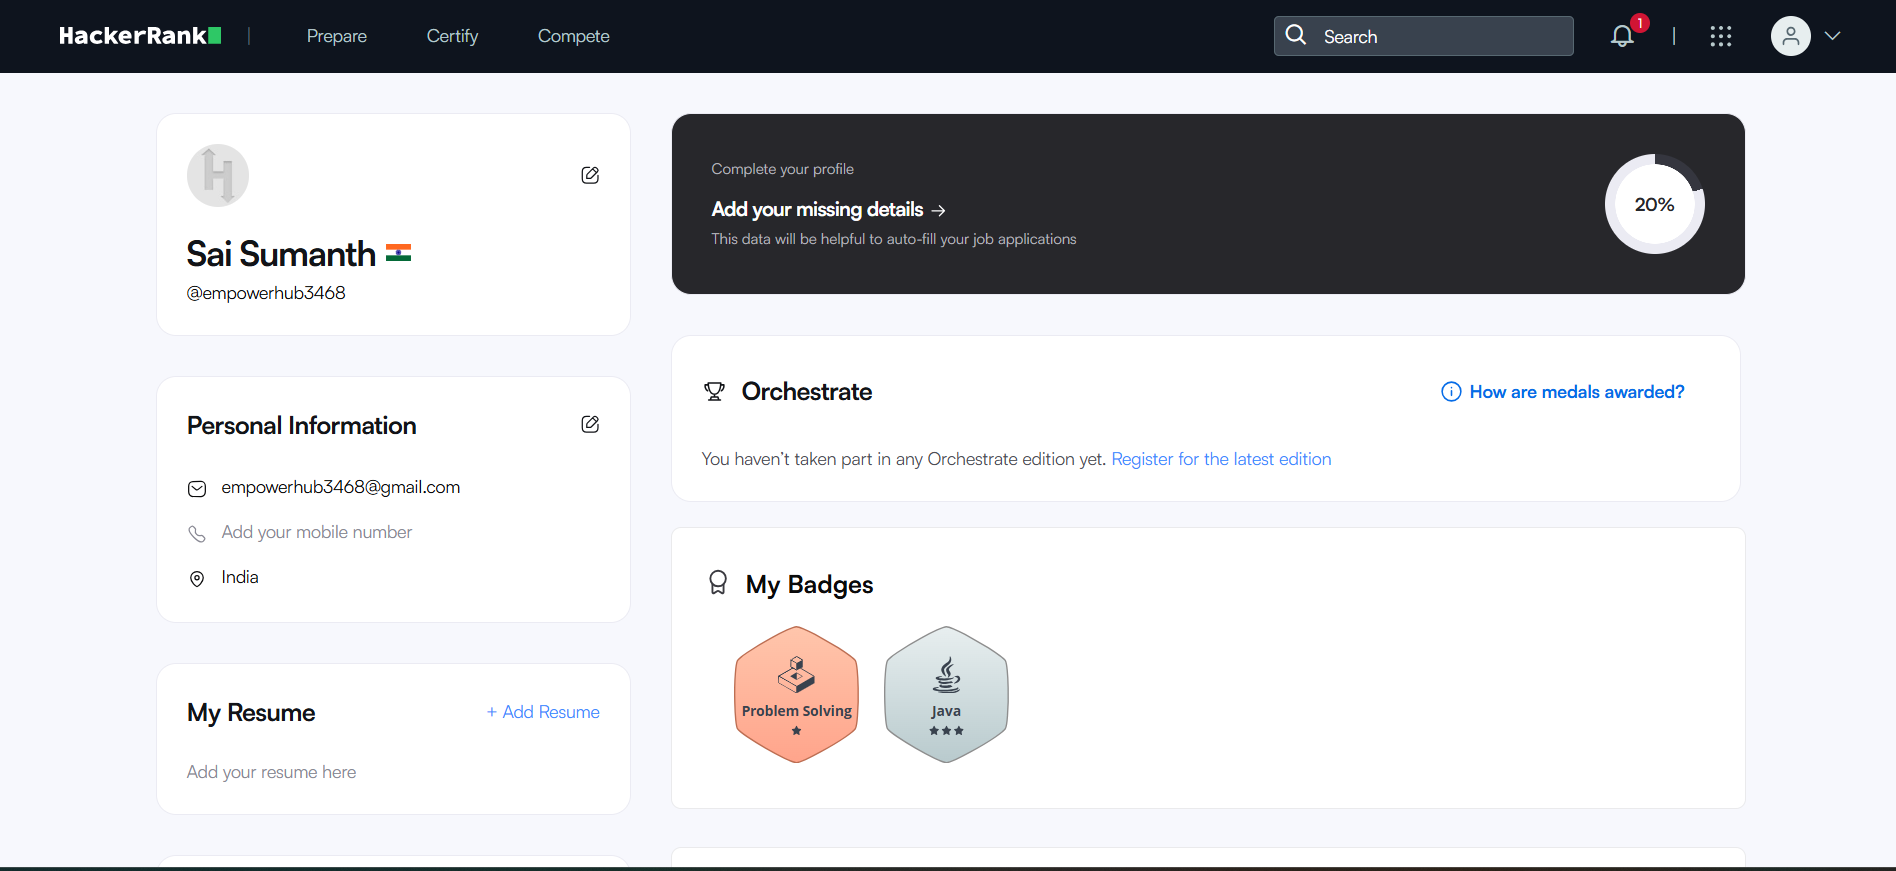 HackerRank
Prepare
Certify
Compete
Search
1
Sai Sumanth
@empowerhub3468
Personal Information
empowerhub3468@gmail.com
Add your mobile number
India
My Resume
+ Add Resume
Add your resume here
Complete your profile
Add your missing details →
This data will be helpful to auto-fill your job applications
20%
Orchestrate
How are medals awarded?
You haven't taken part in any Orchestrate edition yet. Register for the latest edition
My Badges
Problem Solving
Java